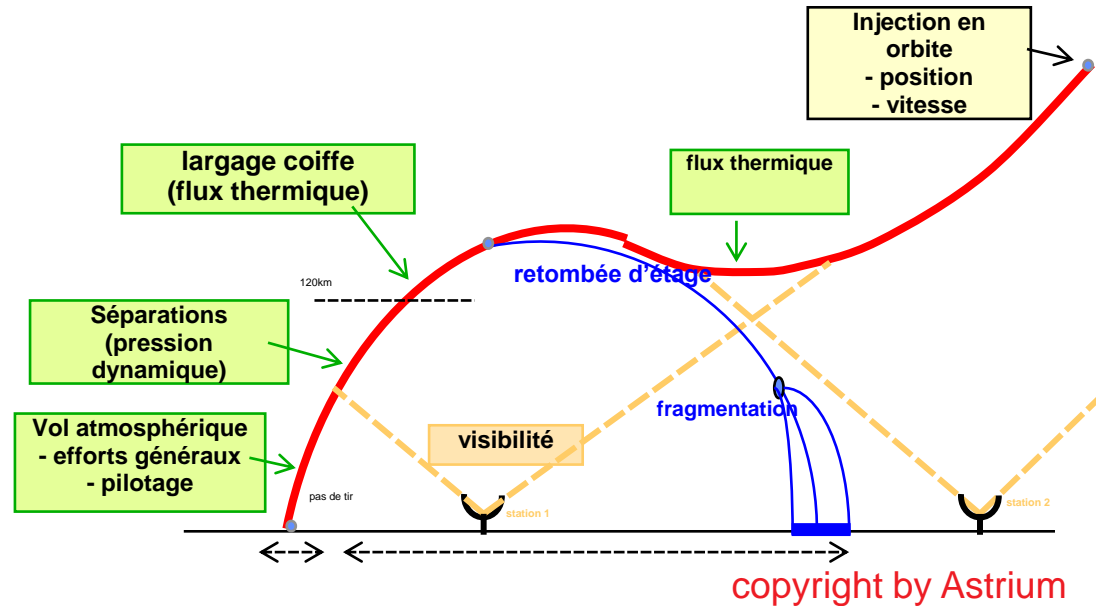 Injection en
orbite
- position
- vitesse
largage coiffe
(flux thermique)
flux thermique
retombée d'étage
120km
Séparations
(pression
dynamique)
fragmentation
Vol atmosphérique
- efforts généraux
- pilotage
visibilité
pas de tir
station 1
station 2
copyright by Astrium